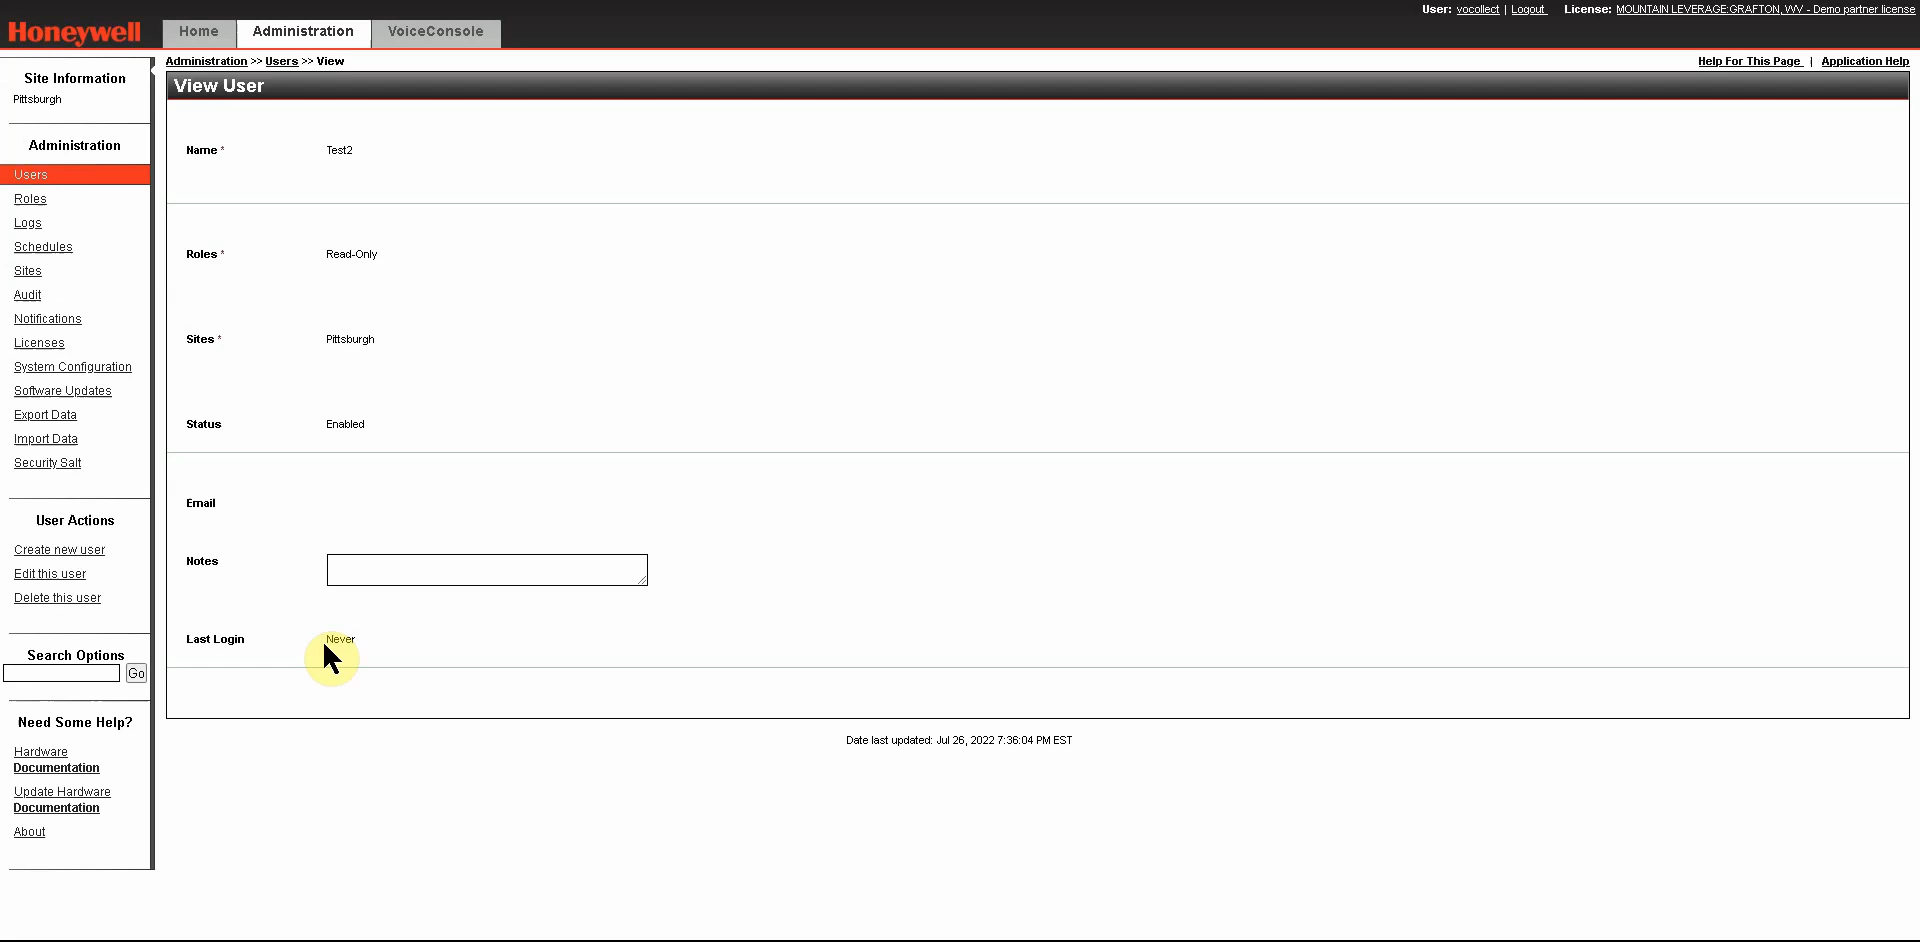 User: vocollect | Logout License: MOUNTAIN LEVERAGE:GRAFTON, WV - Demo partner license
Honeywell Home Administration VoiceConsole
Administration >> Users >> View Help For This Page | Application Help
Site Information
Pittsburgh
Administration
Users
Roles
Logs
Schedules
Sites
Audit
Notifications
Licenses
System Configuration
Software Updates
Export Data
Import Data
Security Salt
User Actions
Create new user
Edit this user
Delete this user
Search Options
Go
Need Some Help?
Hardware
Documentation
Update Hardware
Documentation
About
View User
Name * Test2
Roles * Read-Only
Sites * Pittsburgh
Status Enabled
Email
Notes
Last Login Never
Date last updated: Jul 26, 2022 7:36:04 PM EST